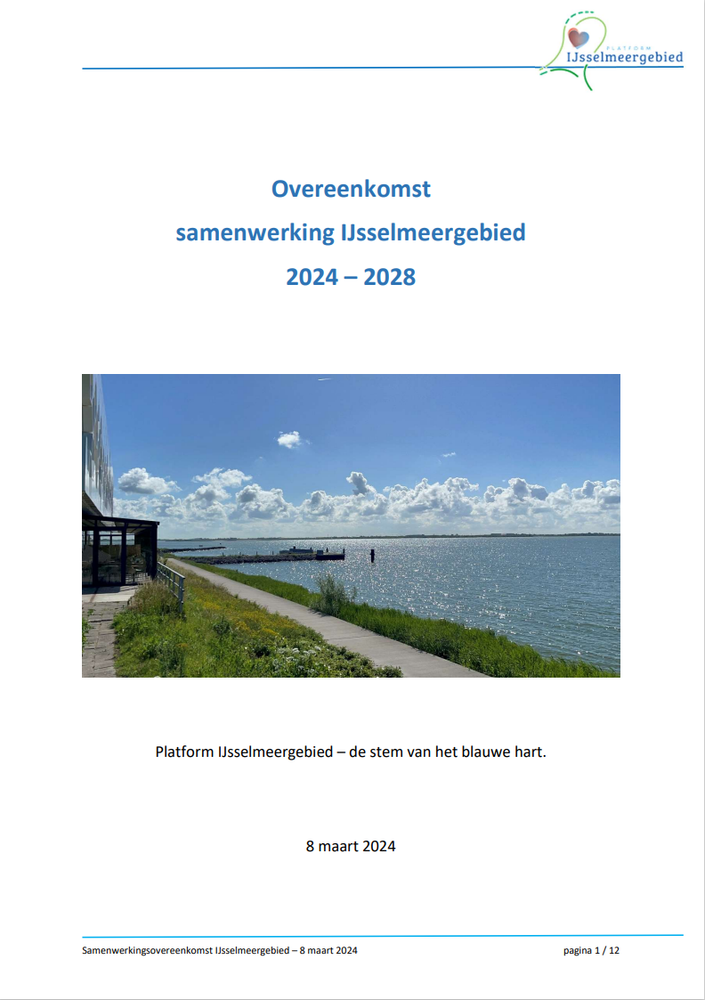 PLATFORM
IJsselmeergebied
Overeenkomst
samenwerking IJsselmeergebied
2024 – 2028
Platform IJsselmeergebied – de stem van het blauwe hart.
8 maart 2024
Samenwerkingsovereenkomst IJsselmeergebied – 8 maart 2024 pagina 1 / 12